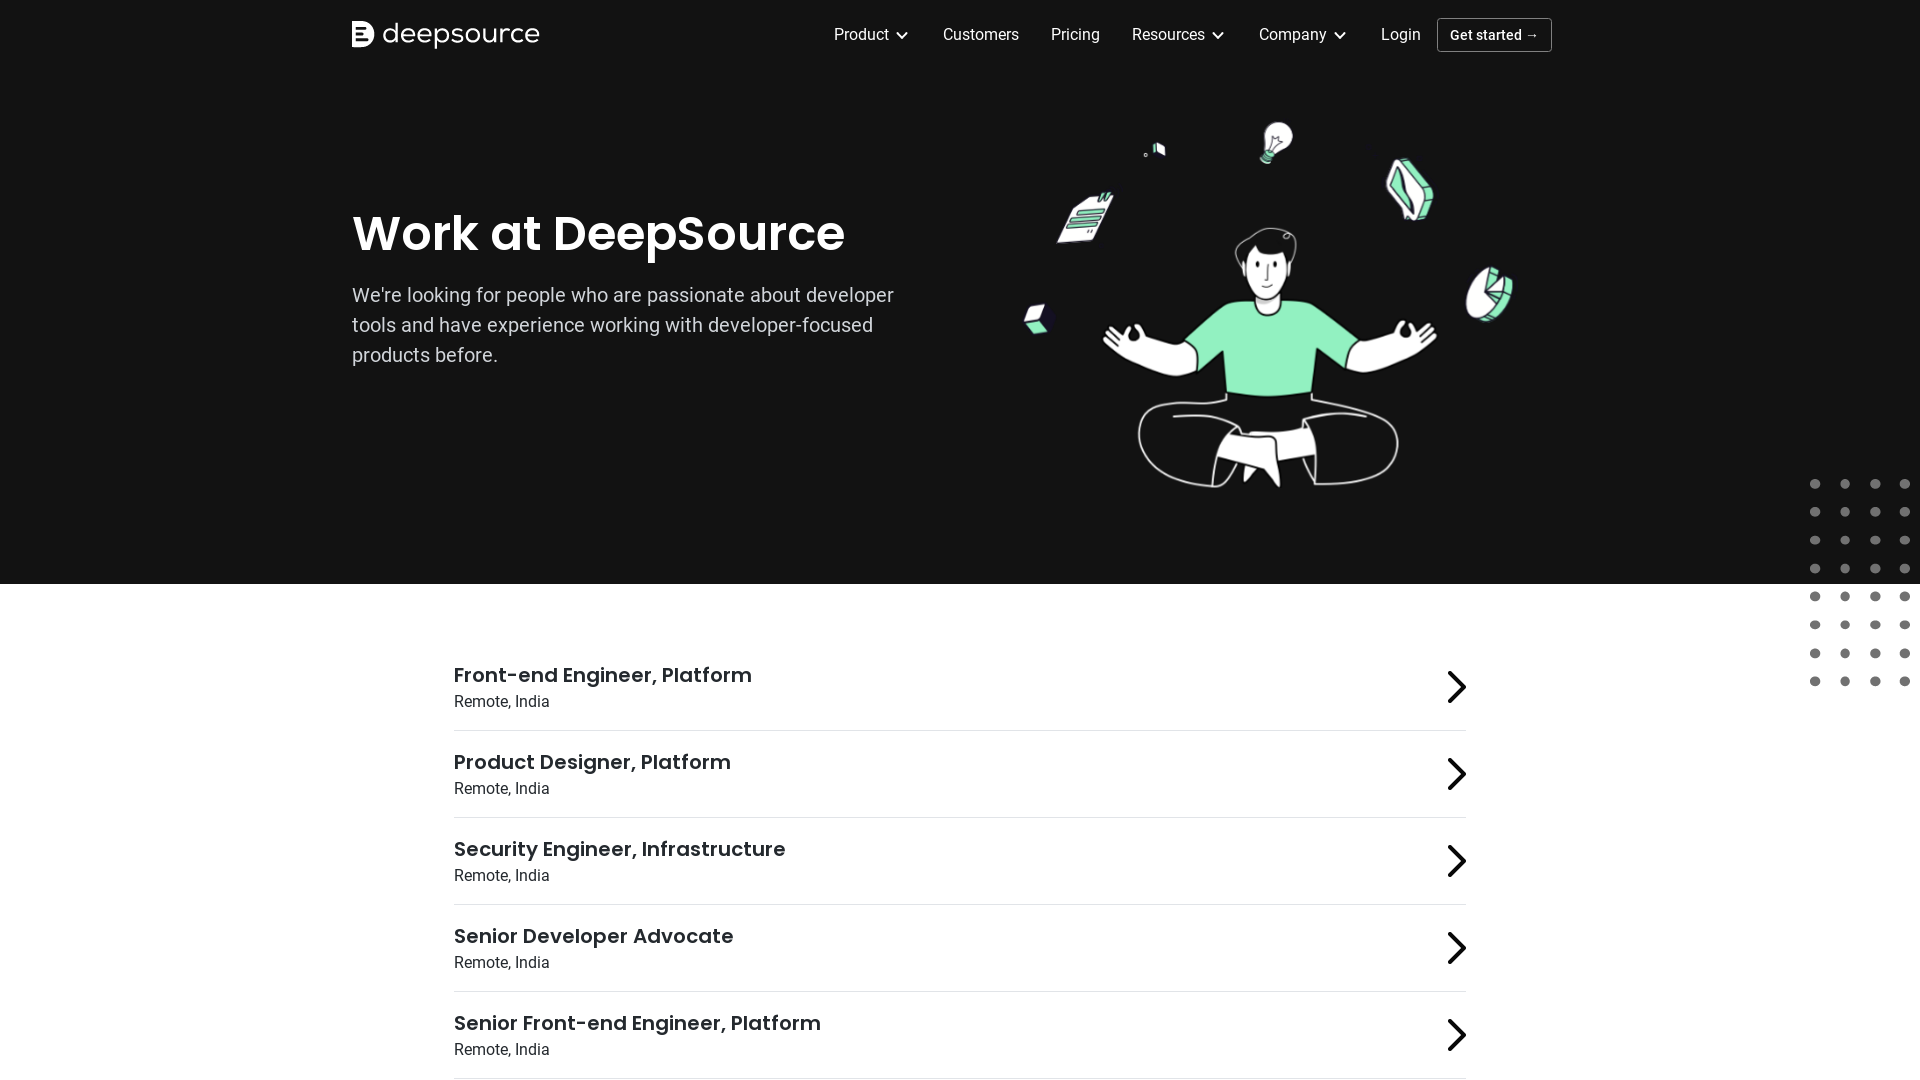 deepsource
Product
Customers
Pricing
Resources
Company
Login
Get started →
Work at DeepSource
We're looking for people who are passionate about developer
tools and have experience working with developer-focused
products before.
Front-end Engineer, Platform
Remote, India
Product Designer, Platform
Remote, India
Security Engineer, Infrastructure
Remote, India
Senior Developer Advocate
Remote, India
Senior Front-end Engineer, Platform
Remote, India